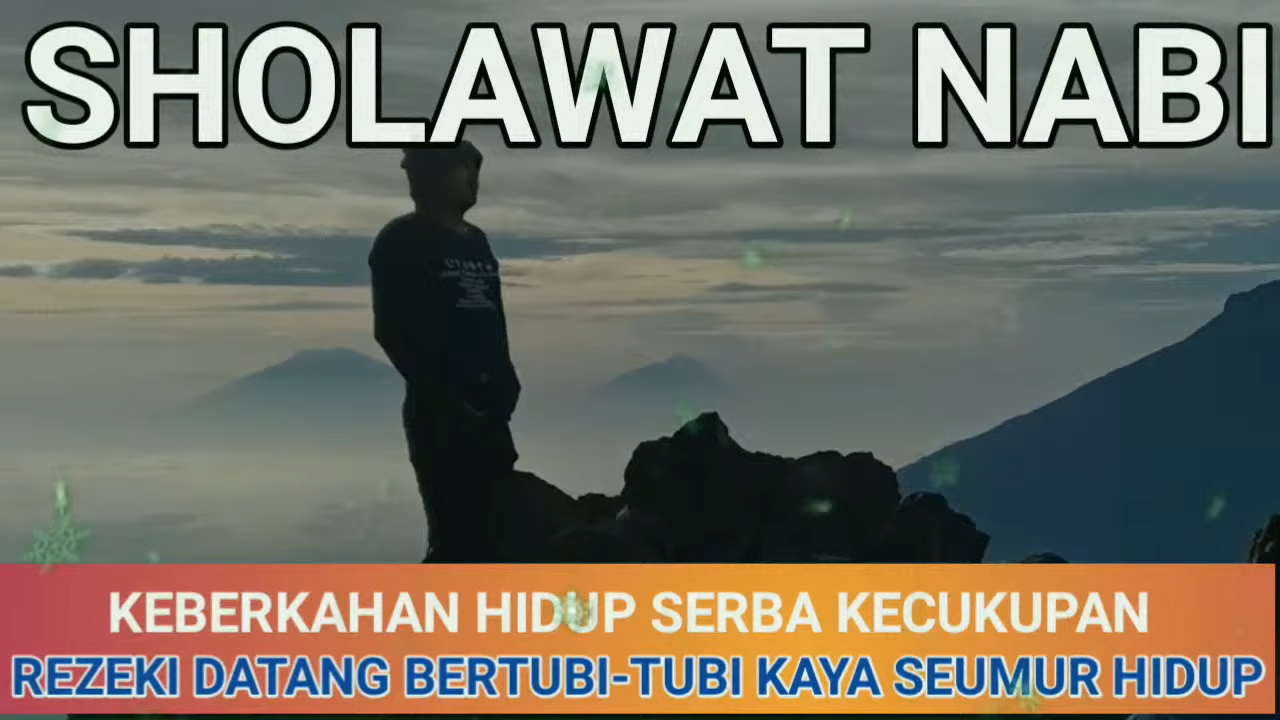 SHOLAWAT NABI
KEBERKAHAN HIDUP SERBA KECUKUPAN
REZEKI DATANG BERTUBI-TUBI KAYA SEUMUR HIDUP